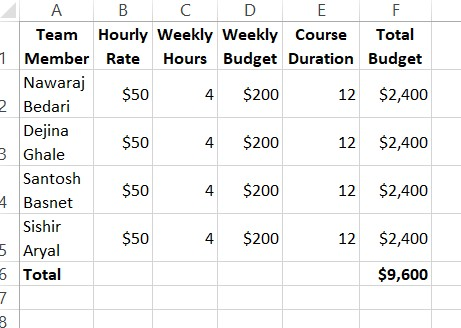 A B C D E F
Team Hourly Weekly Weekly Course Total
1 Member Rate Hours Budget Duration Budget
Nawaraj
2 Bedari $50 4 $200 12 $2,400
Dejina
3 Ghale $50 4 $200 12 $2,400
Santosh
4 Basnet $50 4 $200 12 $2,400
Sishir
5 Aryal $50 4 $200 12 $2,400
6 Total $9,600
7
8